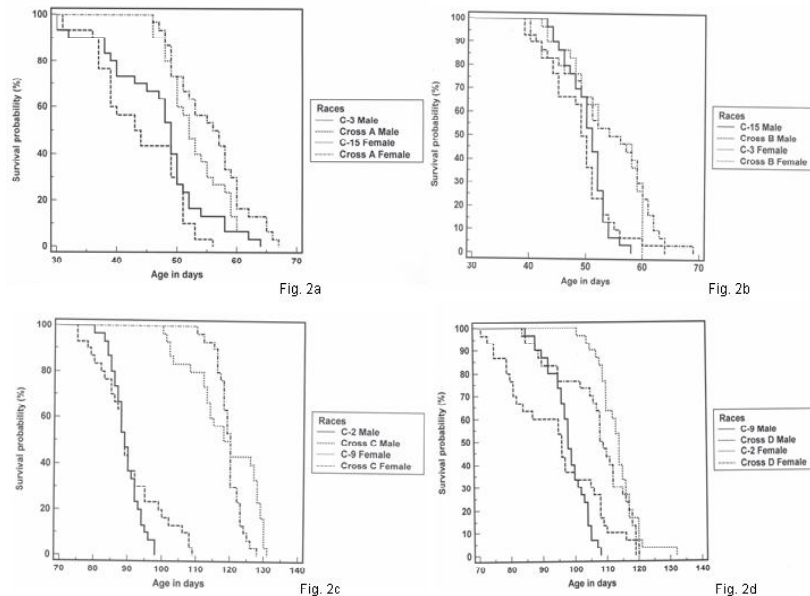 Survival probability (%)
100
80
60
40
20
0
30
40
50
60
70
Age in days
Races
C-3 Male
Cross A Male
C-15 Female
Cross A Female
Fig. 2a
Survival probability (%)
100
90
80
70
60
50
40
30
20
10
0
30
40
50
60
70
Age in days
Races
C-15 Male
Cross B Male
C-3 Female
Cross B Female
Fig. 2b
Survival probability (%)
100
80
60
40
20
0
70
80
90
100
110
120
130
140
Age in days
Races
C-2 Male
Cross C Male
C-9 Female
Cross C Female
Fig. 2c
Survival probability (%)
100
90
80
70
60
50
40
30
20
10
0
70
80
90
100
110
120
130
140
Age in days
Races
C-9 Male
Cross D Male
C-2 Female
Cross D Female
Fig. 2d